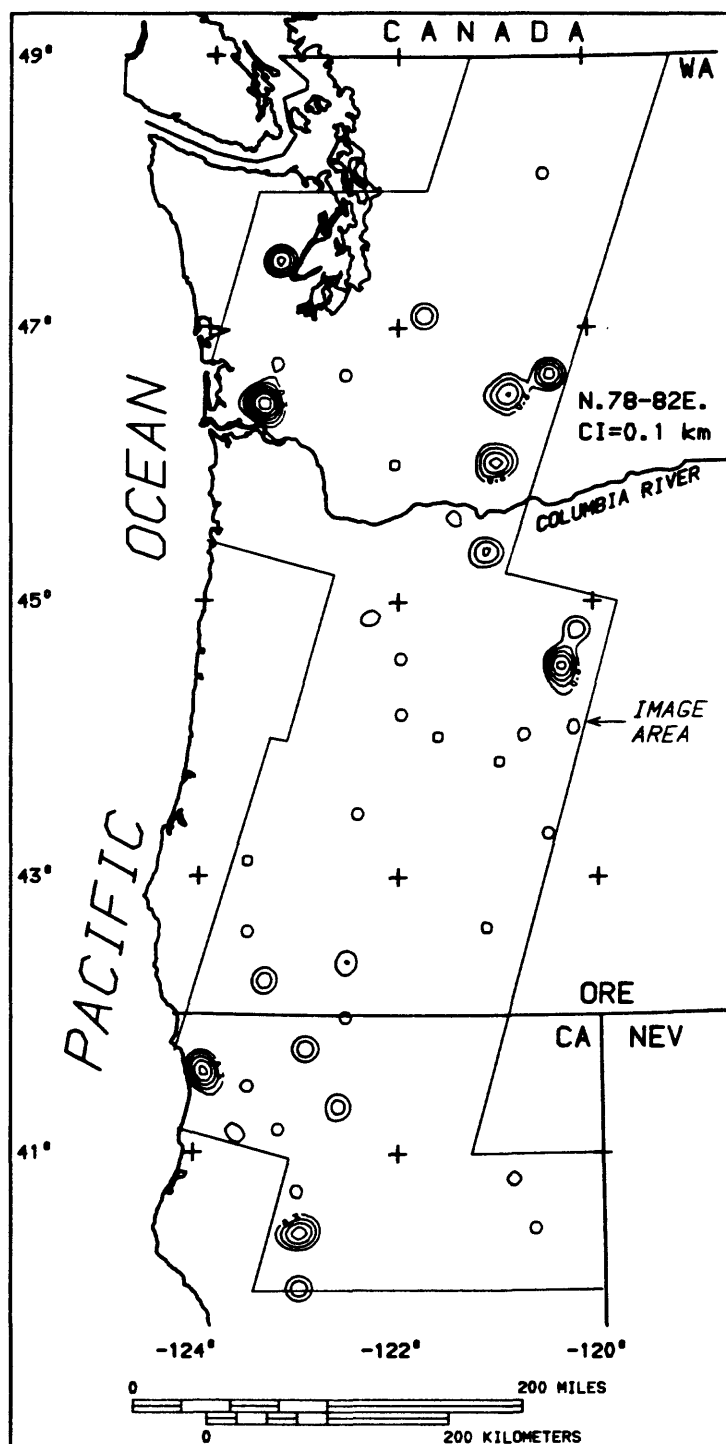 CANADA
49°
WA
47°
N.78-82E.
CI=0.1 km
COLUMBIA RIVER
PACIFIC OCEAN
45°
IMAGE
AREA
43°
ORE
CA
NEV
41°
-124°
-122°
-120°
0
200 MILES
0
200 KILOMETERS